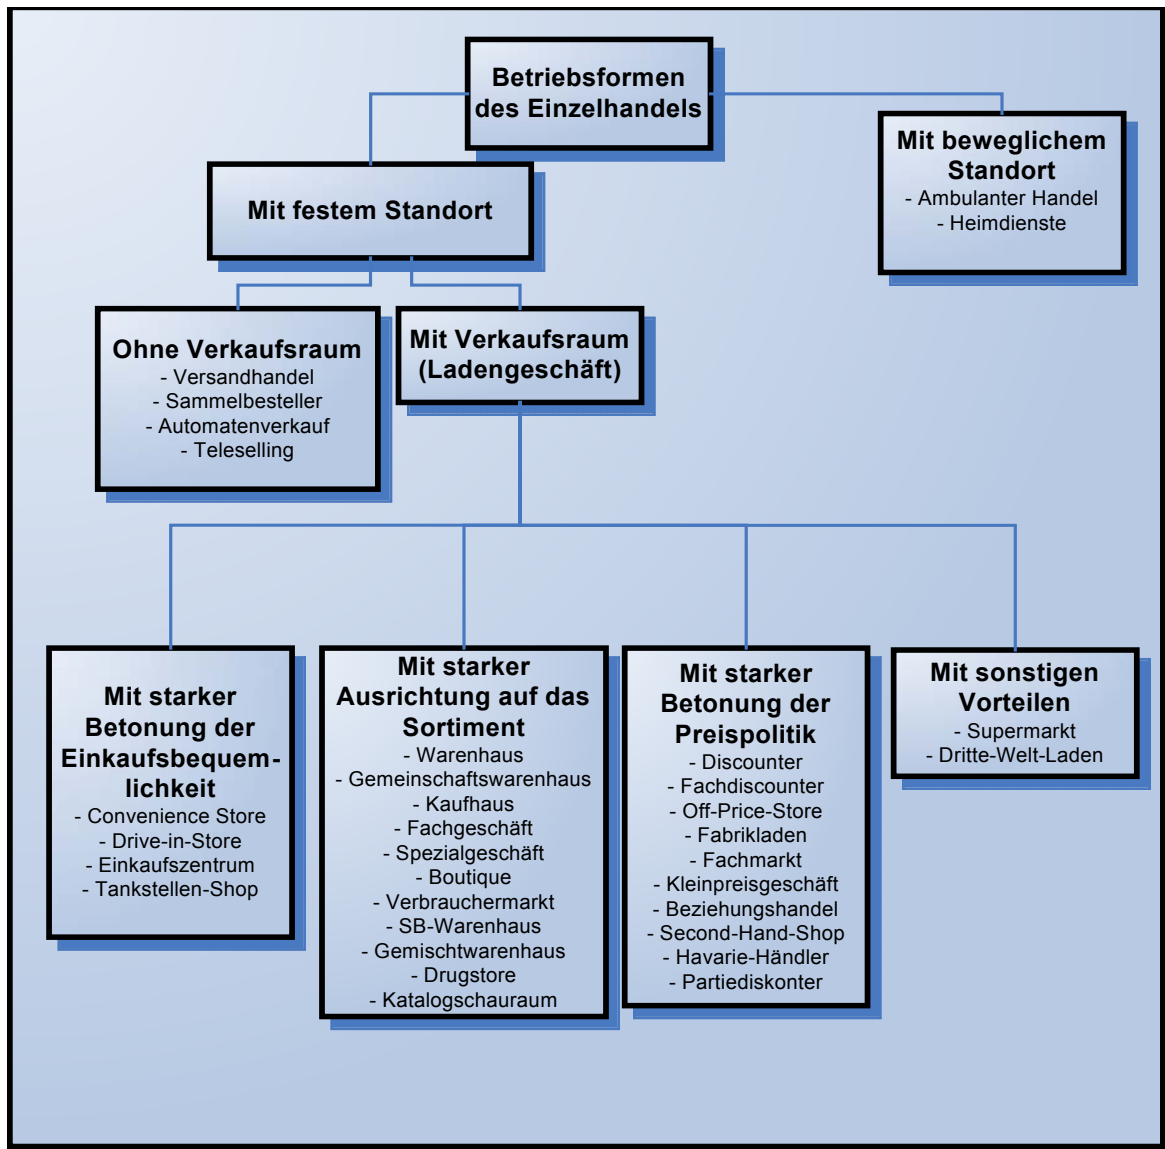 Betriebsformen
des Einzelhandels
Mit beweglichem
Standort
- Ambulanter Handel
- Heimdienste
Mit festem Standort
Ohne Verkaufsraum
- Versandhandel
- Sammelbesteller
- Automatenverkauf
- Teleselling
Mit Verkaufsraum
(Ladengeschäft)
Mit starker
Betonung der
Einkaufsbequem-
lichkeit
- Convenience Store
- Drive-in-Store
- Einkaufszentrum
- Tankstellen-Shop
Mit starker
Ausrichtung auf das
Sortiment
- Warenhaus
- Gemeinschaftswarenhaus
- Kaufhaus
- Fachgeschäft
- Spezialgeschäft
- Boutique
- Verbrauchermarkt
- SB-Warenhaus
- Gemischtwarenhaus
- Drugstore
- Katalogschauraum
Mit starker
Betonung der
Preispolitik
- Discounter
- Fachdiscounter
- Off-Price-Store
- Fabrikladen
- Fachmarkt
- Kleinpreisgeschäft
- Beziehungshandel
- Second-Hand-Shop
- Havarie-Händler
- Partiediskonter
Mit sonstigen
Vorteilen
- Supermarkt
- Dritte-Welt-Laden